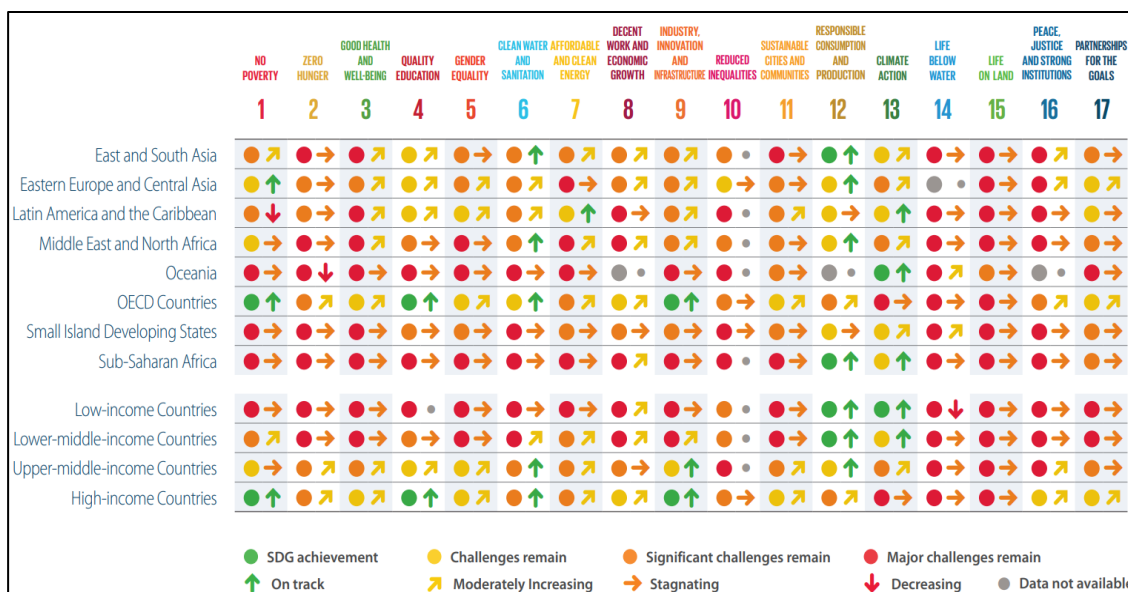 NO POVERTY
ZERO HUNGER
GOOD HEALTH AND WELL-BEING
QUALITY EDUCATION
GENDER EQUALITY
CLEAN WATER AND SANITATION
AFFORDABLE AND CLEAN ENERGY
DECENT WORK AND ECONOMIC GROWTH
INDUSTRY, INNOVATION AND INFRASTRUCTURE
REDUCED INEQUALITIES
SUSTAINABLE CITIES AND COMMUNITIES
RESPONSIBLE CONSUMPTION AND PRODUCTION
CLIMATE ACTION
LIFE BELOW WATER
LIFE ON LAND
PEACE, JUSTICE AND STRONG INSTITUTIONS
PARTNERSHIPS FOR THE GOALS
1 2 3 4 5 6 7 8 9 10 11 12 13 14 15 16 17
East and South Asia
Eastern Europe and Central Asia
Latin America and the Caribbean
Middle East and North Africa
Oceania
OECD Countries
Small Island Developing States
Sub-Saharan Africa
Low-income Countries
Lower-middle-income Countries
Upper-middle-income Countries
High-income Countries
SDG achievement Challenges remain Significant challenges remain Major challenges remain
On track Moderately Increasing Stagnating Decreasing Data not available